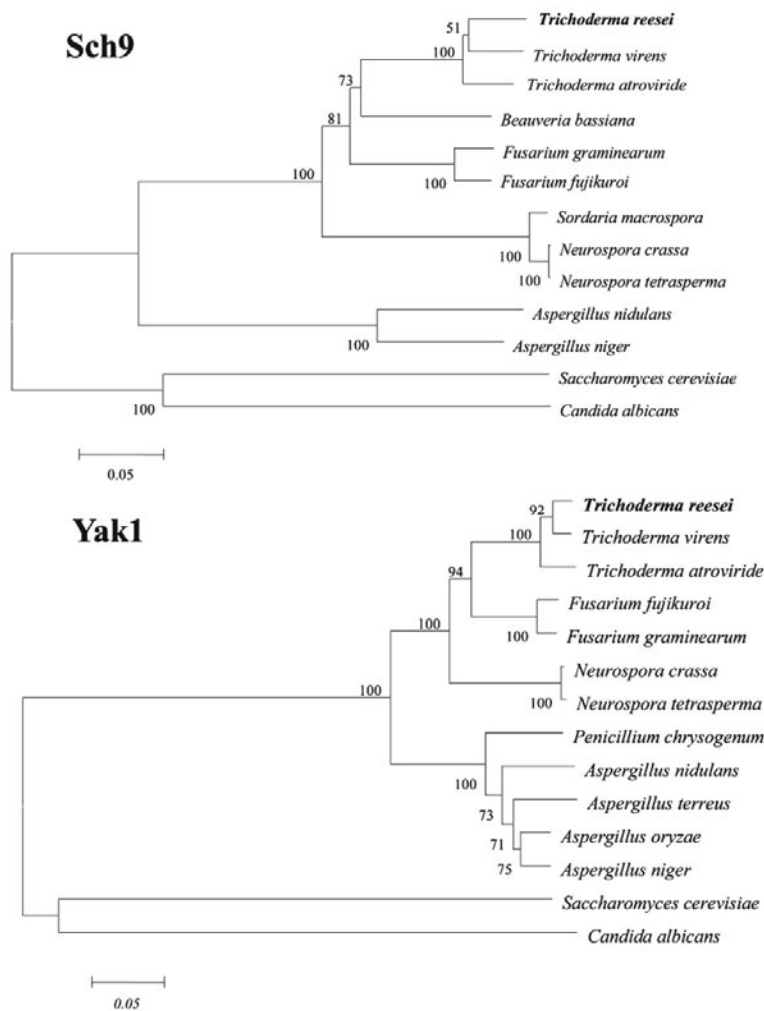 Sch9
Trichoderma reesei
51
Trichoderma virens
100
Trichoderma atroviride
73
Beauveria bassiana
81
Fusarium graminearum
100
Fusarium fujikuroi
100
Sordaria macrospora
Neurospora crassa
100
Neurospora tetrasperma
100
Aspergillus nidulans
100
Aspergillus niger
Saccharomyces cerevisiae
100
Candida albicans
0.05
Yak1
Trichoderma reesei
92
Trichoderma virens
100
Trichoderma atroviride
94
Fusarium fujikuroi
100
Fusarium graminearum
100
Neurospora crassa
100
Neurospora tetrasperma
100
Penicillium chrysogenum
Aspergillus nidulans
100
Aspergillus terreus
73
Aspergillus oryzae
71
Aspergillus niger
75
Saccharomyces cerevisiae
Candida albicans
0.05